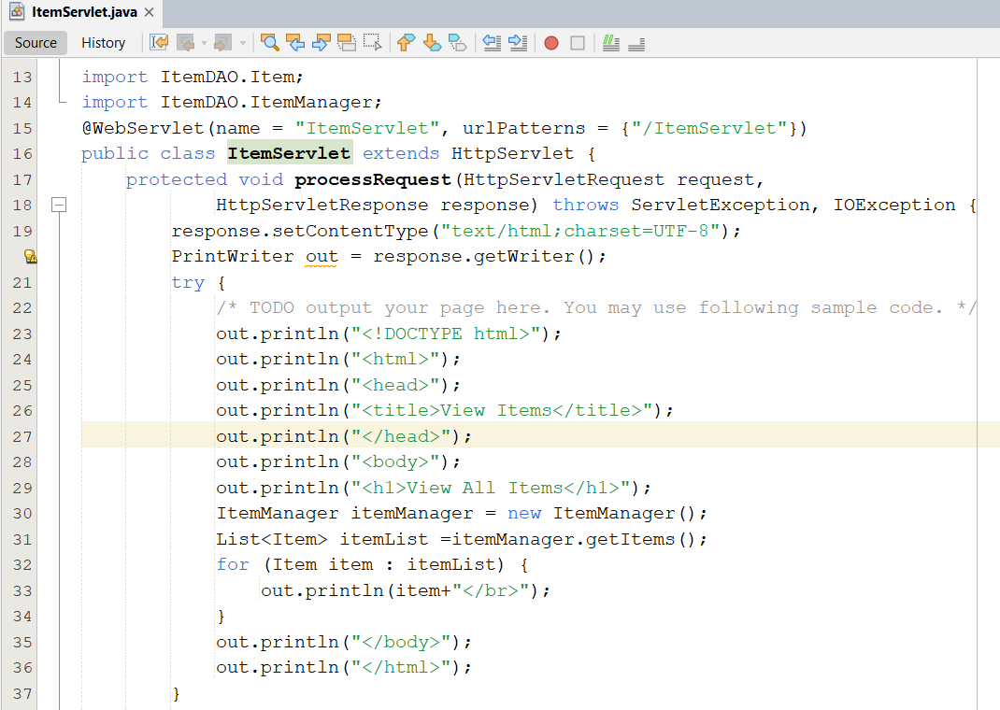 ItemServlet.java
Source History
13 import ItemDAO.Item;
14 import ItemDAO.ItemManager;
15 @WebServlet(name = "ItemServlet", urlPatterns = {"/ItemServlet"})
16 public class ItemServlet extends HttpServlet {
17 protected void processRequest(HttpServletRequest request,
18 HttpServletResponse response) throws ServletException, IOException {
19 response.setContentType("text/html;charset=UTF-8");
PrintWriter out = response.getWriter();
21 try {
22 /* TODO output your page here. You may use following sample code. */
23 out.println("<!DOCTYPE html>");
24 out.println("<html>");
25 out.println("<head>");
26 out.println("<title>View Items</title>");
27 out.println("</head>");
28 out.println("<body>");
29 out.println("<h1>View All Items</h1>");
30 ItemManager itemManager = new ItemManager();
31 List<Item> itemList =itemManager.getItems();
32 for (Item item : itemList) {
33 out.println(item+"</br>");
34 }
35 out.println("</body>");
36 out.println("</html>");
37 }